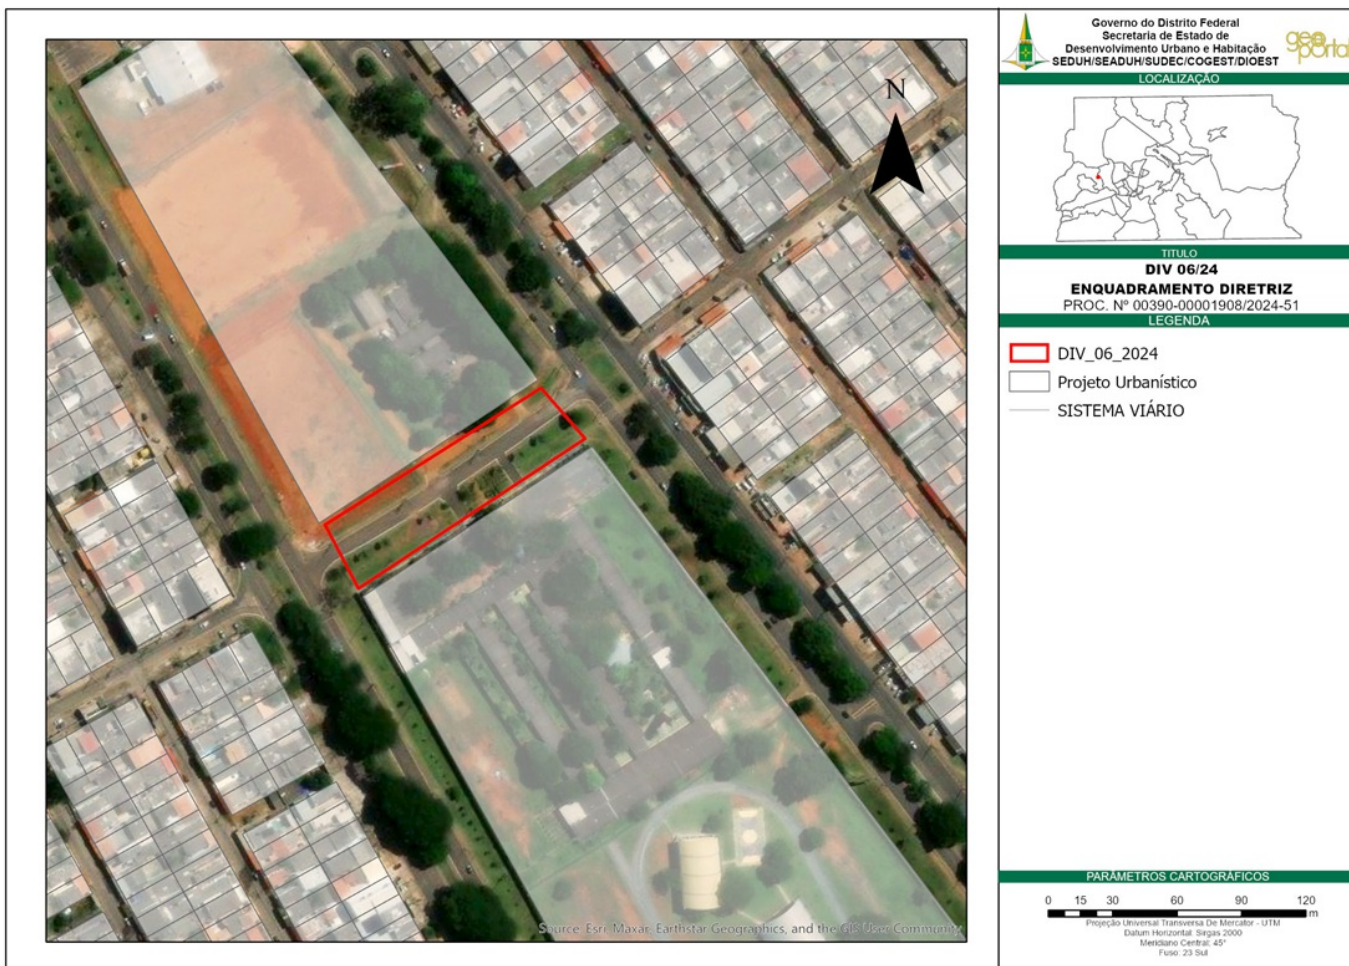 Governo do Distrito Federal
Secretaria de Estado de
Desenvolvimento Urbano e Habitação
SEDUH/SEADUH/SUDEC/COGEST/DIOEST
geo
portal
LOCALIZAÇÃO
N
TITULO
DIV 06/24
ENQUADRAMENTO DIRETRIZ
PROC. Nº 00390-00001908/2024-51
LEGENDA
DIV_06_2024
Projeto Urbanístico
SISTEMA VIÁRIO
Source: Esri, Maxar, Earthstar Geographics, and the GIS User Community
PARÂMETROS CARTOGRÁFICOS
0 15 30 60 90 120
m
Projeção Universal Transversa De Mercator - UTM
Datum Horizontal: Sirgas 2000
Meridiano Central: 45°
Fuso: 23 Sul